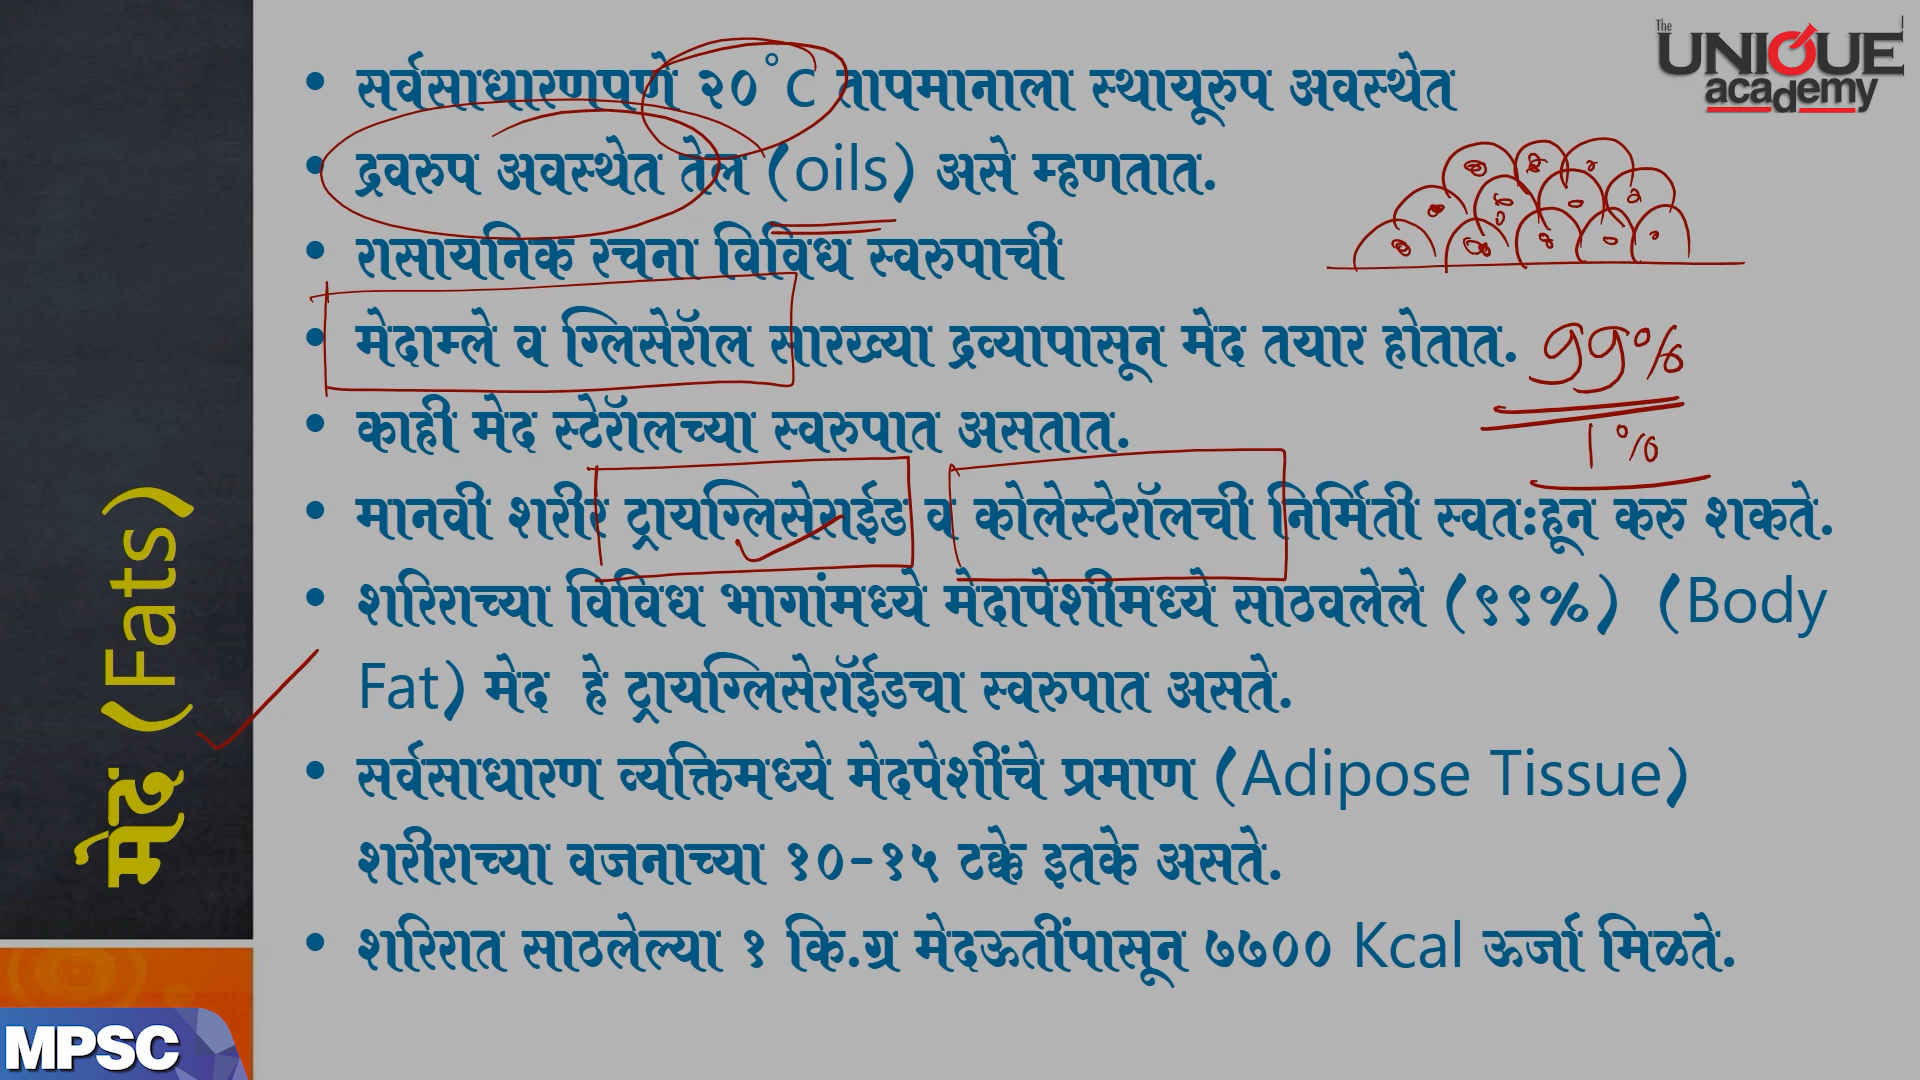 The
UNIQUE
academy
• सर्वसाधारणपणे २०°C तापमानाला स्थायूरुप अवस्थेत
• द्रवरुप अवस्थेत तेल (oils) असे म्हणतात.
• रासायनिक रचना विविध स्वरुपाची
• मेदाम्ले व ग्लिसेरॉल सारख्या द्रव्यापासून मेद तयार होतात.
99%
1%
• काही मेद स्टेरॉलच्या स्वरुपात असतात.
• मानवी शरीर ट्रायग्लिसेराईड व कोलेस्टेरॉलची निर्मिती स्वतःहून करु शकते.
• शरिराच्या विविध भागांमध्ये मेदापेशीमध्ये साठवलेले (९९%) (Body
Fat) मेद हे ट्रायग्लिसेरॉईडचा स्वरुपात असते.
• सर्वसाधारण व्यक्तिमध्ये मेदपेशींचे प्रमाण (Adipose Tissue)
शरीराच्या वजनाच्या १०-१५ टक्के इतके असते.
• शरिरात साठलेल्या १ कि.ग्र मेदऊतींपासून ७७०० Kcal ऊर्जा मिळते.
मेद (Fats)
MPSC